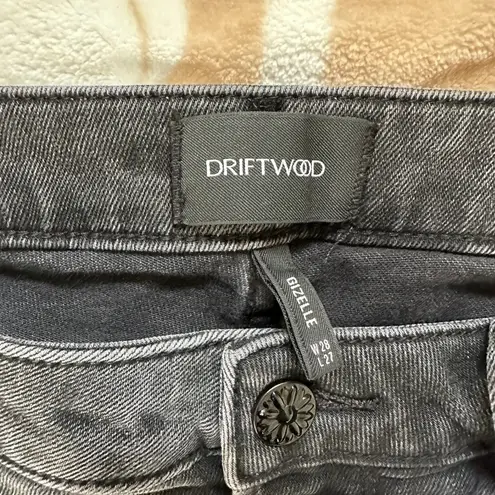 DRIFTWOOD
GIZELLE
W 28
L 27